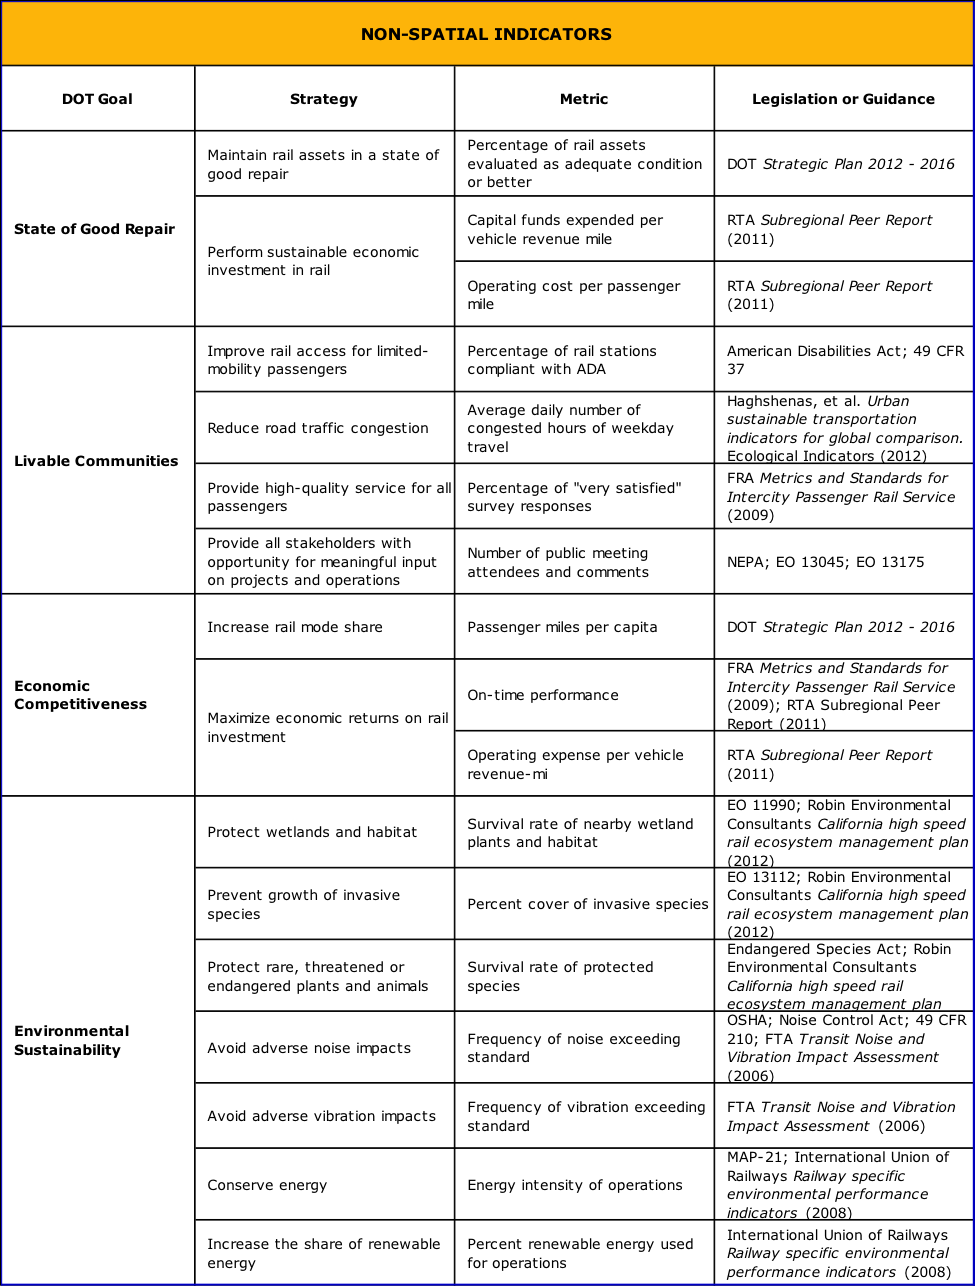 NON-SPATIAL INDICATORS
DOT Goal
Strategy
Metric
Legislation or Guidance
State of Good Repair
Maintain rail assets in a state of
good repair
Percentage of rail assets
evaluated as adequate condition
or better
DOT Strategic Plan 2012 - 2016
Perform sustainable economic
investment in rail
Capital funds expended per
vehicle revenue mile
RTA Subregional Peer Report
(2011)
Operating cost per passenger
mile
RTA Subregional Peer Report
(2011)
Livable Communities
Improve rail access for limited-
mobility passengers
Percentage of rail stations
compliant with ADA
American Disabilities Act; 49 CFR
37
Reduce road traffic congestion
Average daily number of
congested hours of weekday
travel
Haghshenas, et al. Urban
sustainable transportation
indicators for global comparison.
Ecological Indicators (2012)
Provide high-quality service for all
passengers
Percentage of "very satisfied"
survey responses
FRA Metrics and Standards for
Intercity Passenger Rail Service
(2009)
Provide all stakeholders with
opportunity for meaningful input
on projects and operations
Number of public meeting
attendees and comments
NEPA; EO 13045; EO 13175
Economic
Competitiveness
Increase rail mode share
Passenger miles per capita
DOT Strategic Plan 2012 - 2016
Maximize economic returns on rail
investment
On-time performance
FRA Metrics and Standards for
Intercity Passenger Rail Service
(2009); RTA Subregional Peer
Report (2011)
Operating expense per vehicle
revenue-mi
RTA Subregional Peer Report
(2011)
Environmental
Sustainability
Protect wetlands and habitat
Survival rate of nearby wetland
plants and habitat
EO 11990; Robin Environmental
Consultants California high speed
rail ecosystem management plan
(2012)
Prevent growth of invasive
species
Percent cover of invasive species
EO 13112; Robin Environmental
Consultants California high speed
rail ecosystem management plan
(2012)
Protect rare, threatened or
endangered plants and animals
Survival rate of protected
species
Endangered Species Act; Robin
Environmental Consultants
California high speed rail
ecosystem management plan
Avoid adverse noise impacts
Frequency of noise exceeding
standard
OSHA; Noise Control Act; 49 CFR
210; FTA Transit Noise and
Vibration Impact Assessment
(2006)
Avoid adverse vibration impacts
Frequency of vibration exceeding
standard
FTA Transit Noise and Vibration
Impact Assessment (2006)
Conserve energy
Energy intensity of operations
MAP-21; International Union of
Railways Railway specific
environmental performance
indicators (2008)
Increase the share of renewable
energy
Percent renewable energy used
for operations
International Union of Railways
Railway specific environmental
performance indicators (2008)